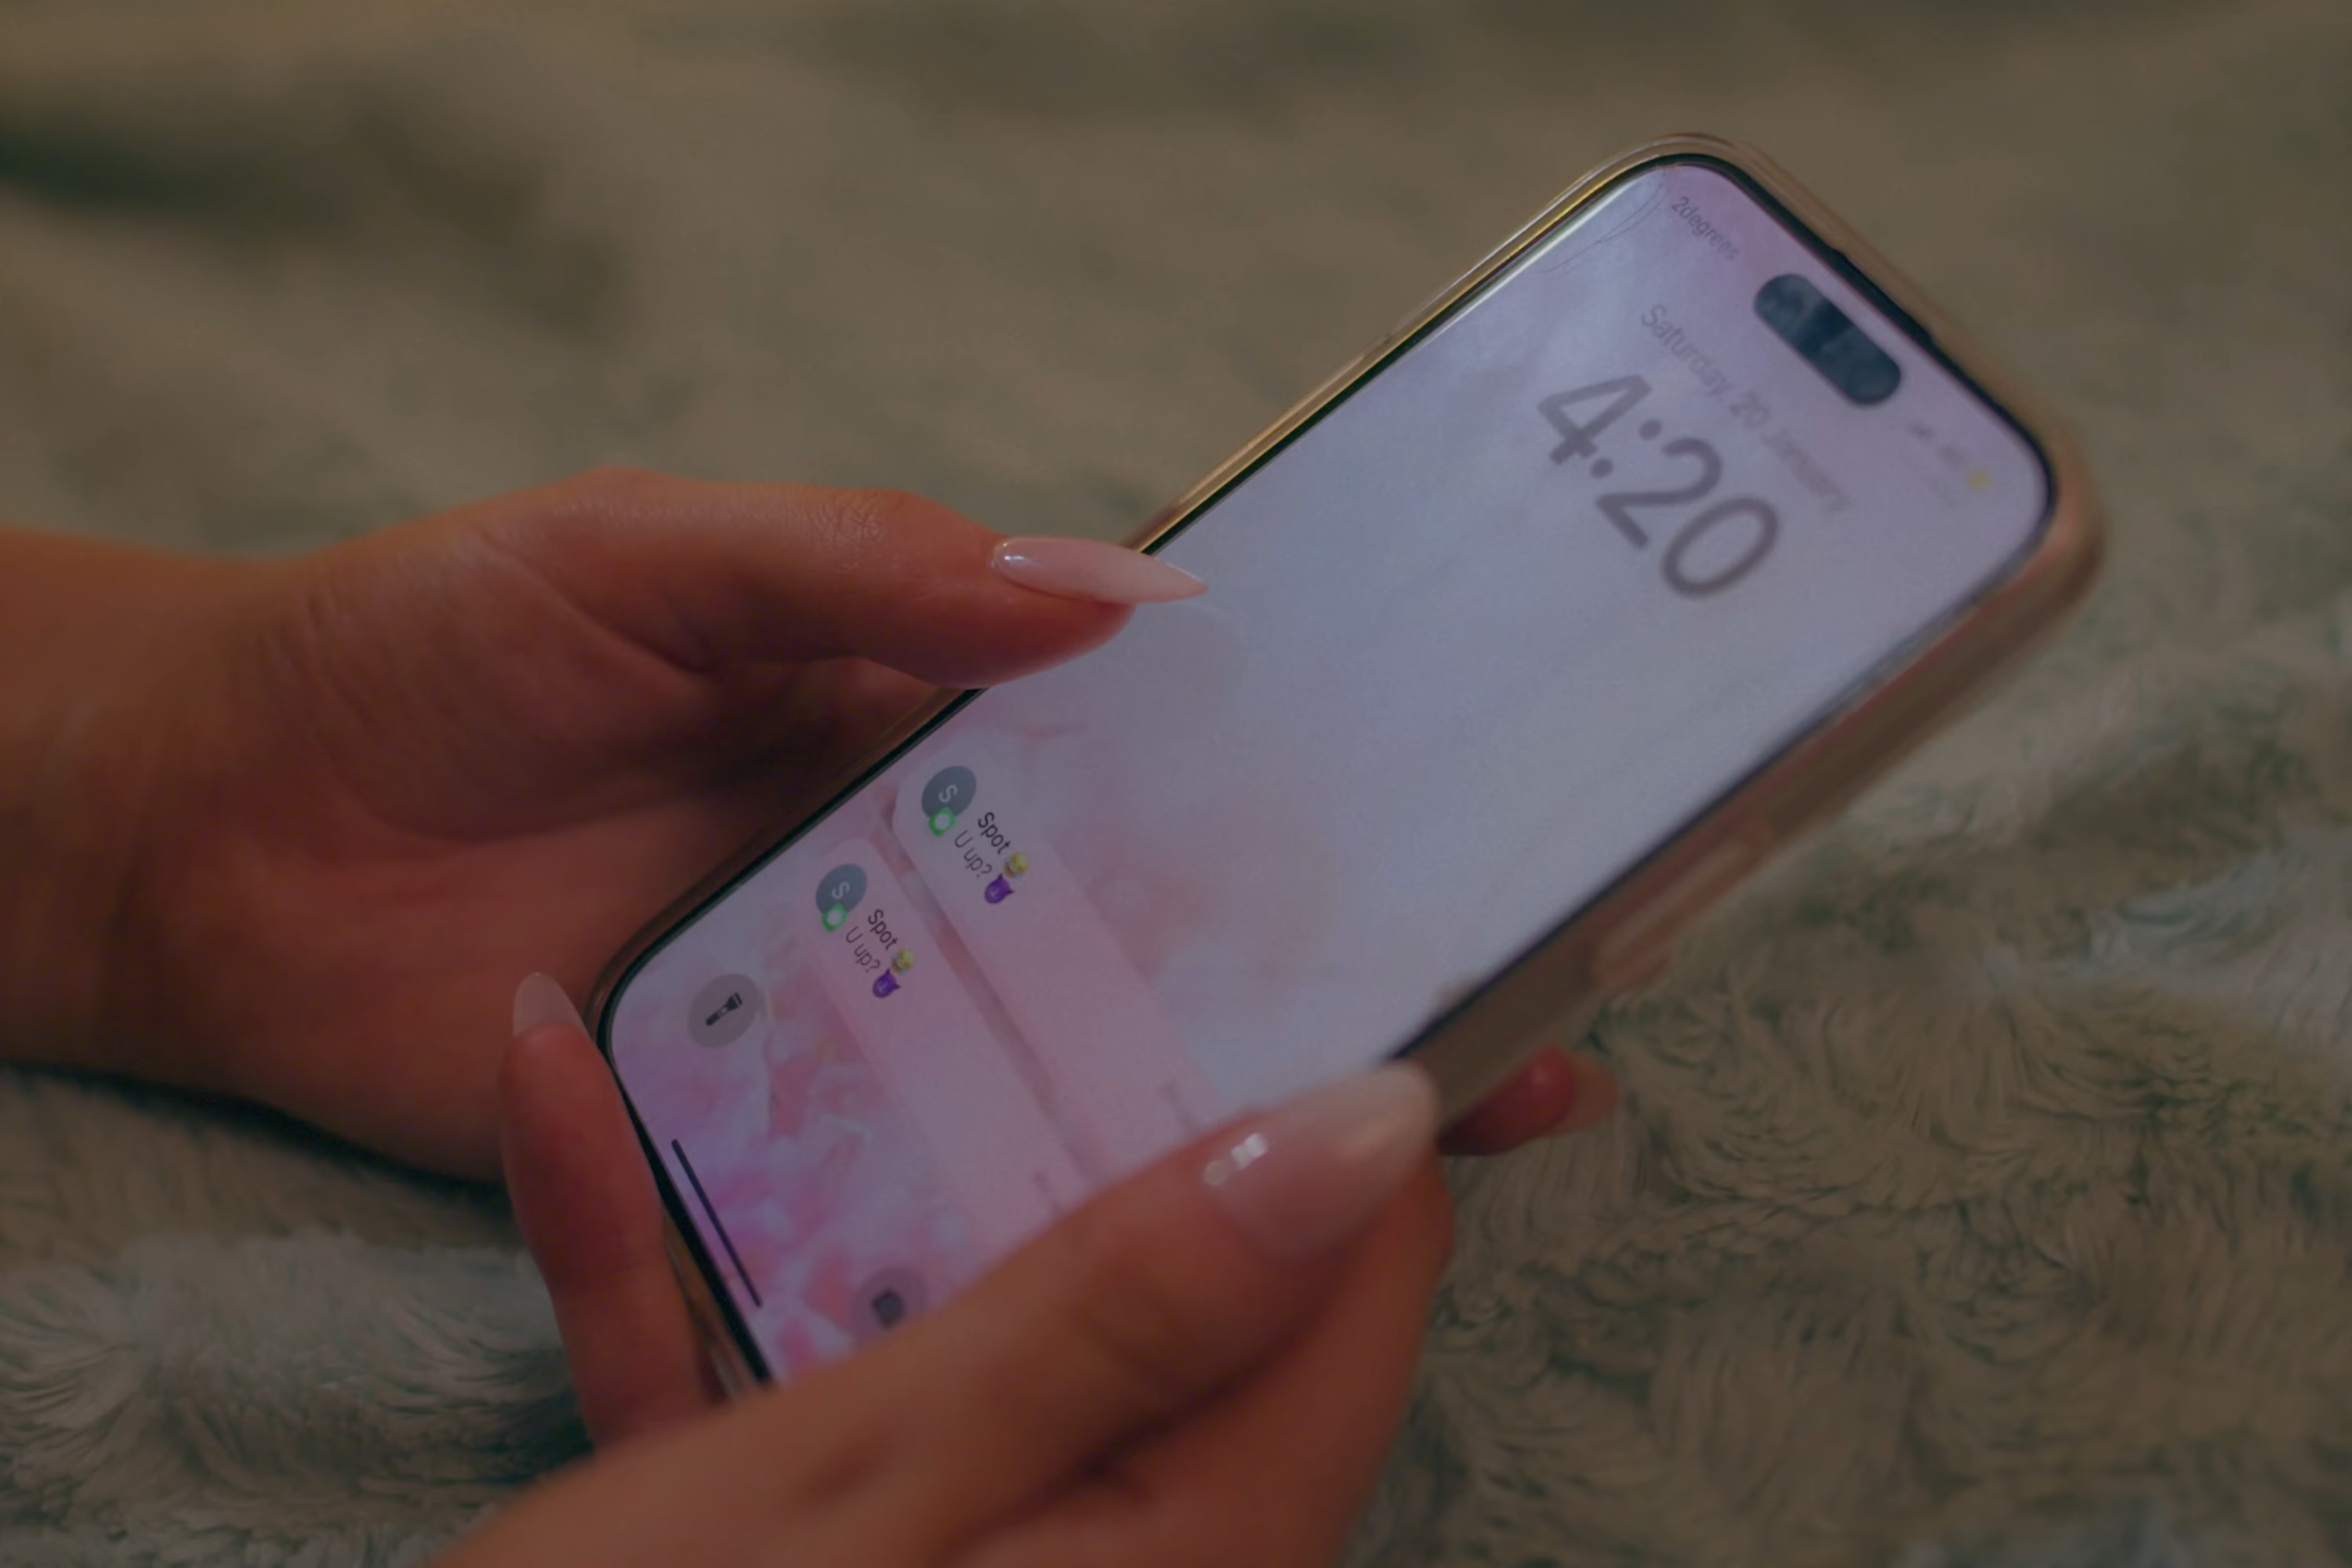 2degrees
Saturday, 20 January
4:20
S
Spot 😅
U up? 😈
S
Spot 😅
U up? 😈